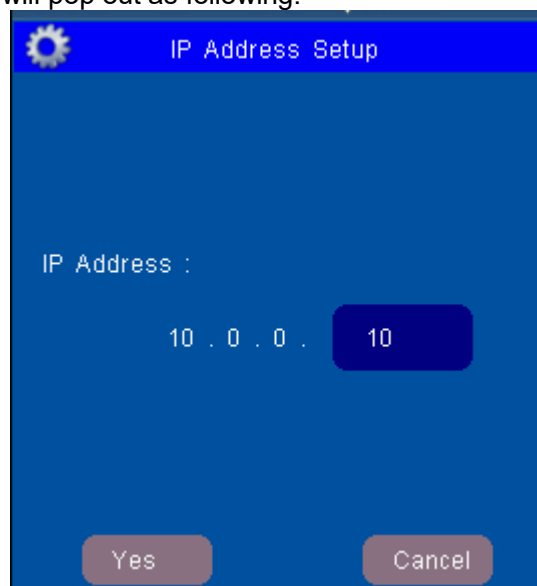 will pop out as following:
IP Address Setup
IP Address :
10 . 0 . 0 . 10
Yes Cancel